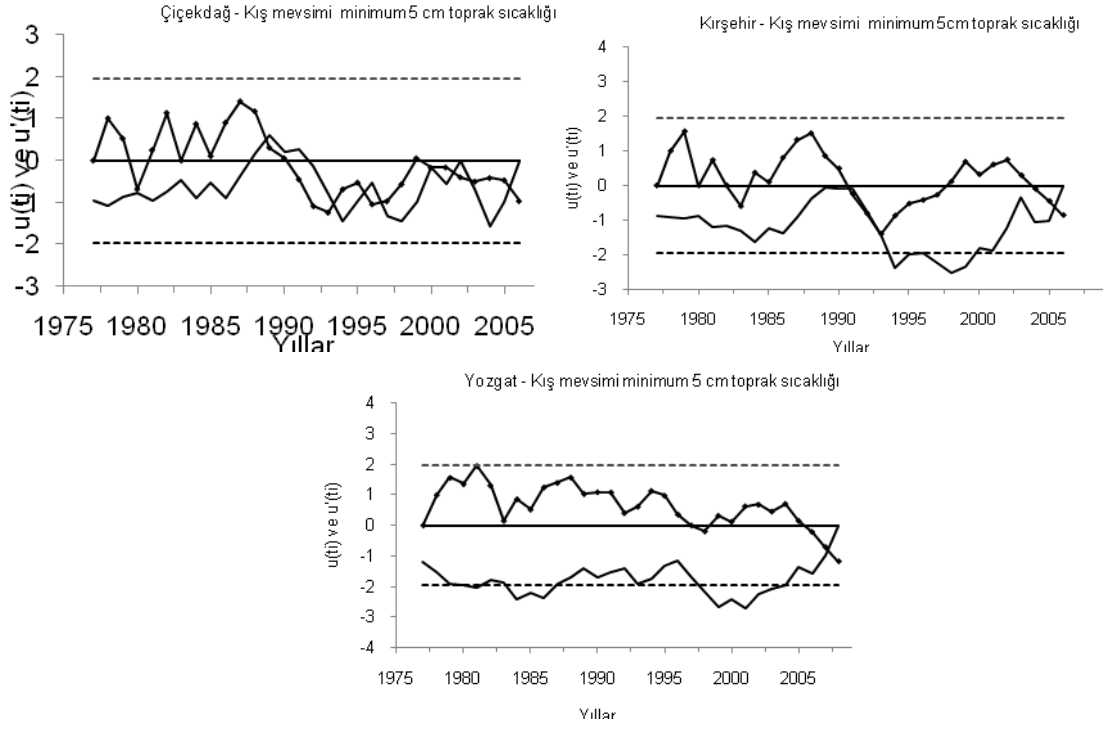 Çiçekdağ - Kış mevsimi minimum 5 cm toprak sıcaklığı
3
2
1
0
-1
-2
-3
u(ti) ve u'(ti)
1975 1980 1985 1990 1995 2000 2005
Yıllar
Kırşehir - Kış mevsimi minimum 5cm toprak sıcaklığı
4
3
2
1
0
-1
-2
-3
u(ti) ve u'(ti)
1975 1980 1985 1990 1995 2000 2005
Yıllar
Yozgat - Kış mevsimi minimum 5 cm toprak sıcaklığı
4
3
2
1
0
-1
-2
-3
-4
u(ti) ve u'(ti)
1975 1980 1985 1990 1995 2000 2005
Yıllar